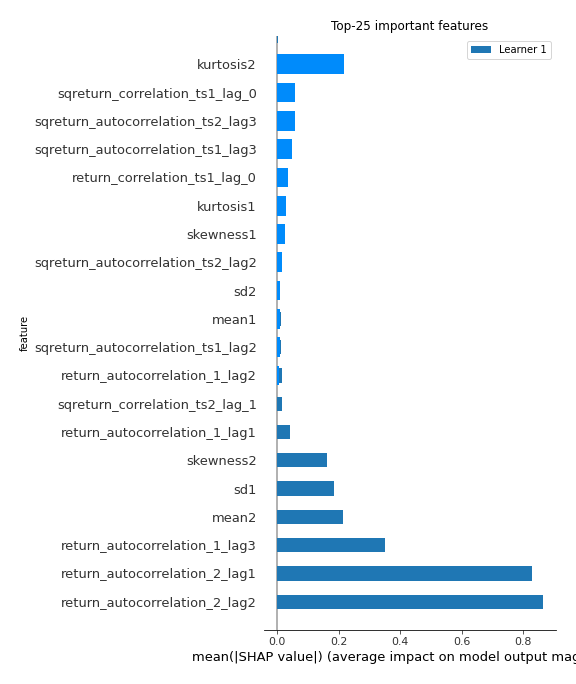 Top-25 important features
Learner 1
kurtosis2
sqreturn_correlation_ts1_lag_0
sqreturn_autocorrelation_ts2_lag3
sqreturn_autocorrelation_ts1_lag3
return_correlation_ts1_lag_0
kurtosis1
skewness1
sqreturn_autocorrelation_ts2_lag2
sd2
mean1
sqreturn_autocorrelation_ts1_lag2
return_autocorrelation_1_lag2
sqreturn_correlation_ts2_lag_1
return_autocorrelation_1_lag1
skewness2
sd1
mean2
return_autocorrelation_1_lag3
return_autocorrelation_2_lag1
return_autocorrelation_2_lag2
feature
0.0 0.2 0.4 0.6 0.8
mean(|SHAP value|) (average impact on model output mag